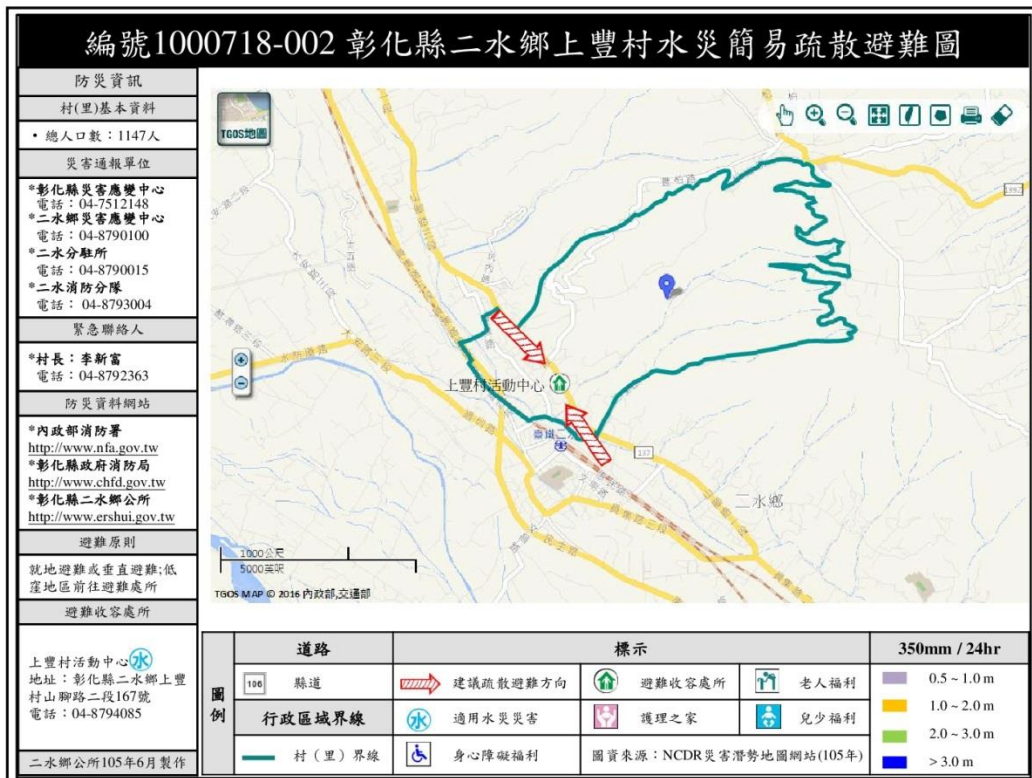 編號1000718-002 彰化縣二水鄉上豐村水災簡易疏散避難圖
防災資訊
村(里)基本資料
• 總人口數：1147人
災害通報單位
*彰化縣災害應變中心
電話：04-7512148
*二水鄉災害應變中心
電話：04-8790100
*二水分駐所
電話：04-8790015
*二水消防分隊
電話： 04-8793004
緊急聯絡人
*村長：李新富
電話：04-8792363
防災資料網站
*內政部消防署
http://www.nfa.gov.tw
*彰化縣政府消防局
http://www.chfd.gov.tw
*彰化縣二水鄉公所
http://www.ershui.gov.tw
避難原則
就地避難或垂直避難;低
窪地區前往避難處所
避難收容處所
上豐村活動中心 水
地址：彰化縣二水鄉上豐
村山腳路二段167號
電話：04-8794085
二水鄉公所105年6月製作
TGOS地圖
上豐村活動中心
二水鄉
1000公尺
5000英呎
TGOS MAP © 2016 內政部,交通部
圖例
道路
標示
350mm / 24hr
106
縣道
建議疏散避難方向
避難收容處所
老人福利
0.5 ~ 1.0 m
行政區域界線
水
適用水災災害
護理之家
兒少福利
1.0 ~ 2.0 m
2.0 ~ 3.0 m
村（里）界線
身心障礙福利
圖資來源：NCDR災害潛勢地圖網站(105年)
> 3.0 m